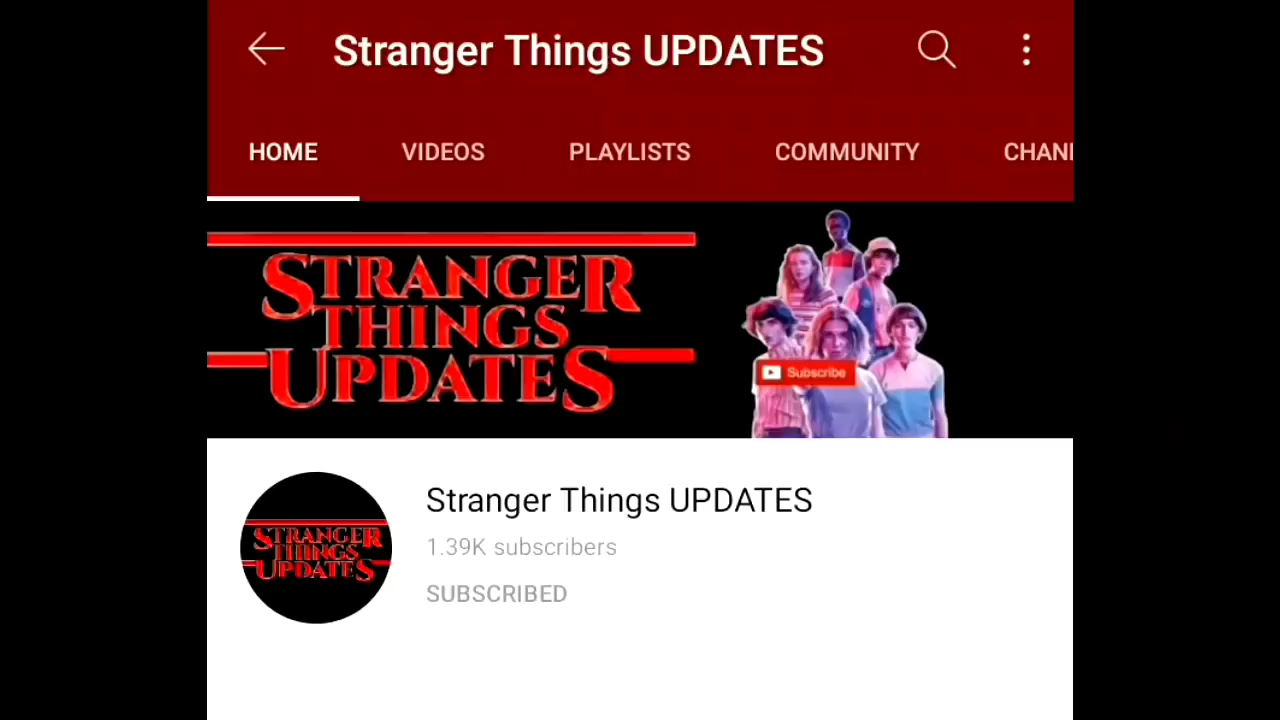 Stranger Things UPDATES
HOME VIDEOS PLAYLISTS COMMUNITY CHAN
STRANGER
THINGS
UPDATES
Subscribe
Stranger Things UPDATES
1.39K subscribers
SUBSCRIBED
STRANGER
THINGS
UPDATES